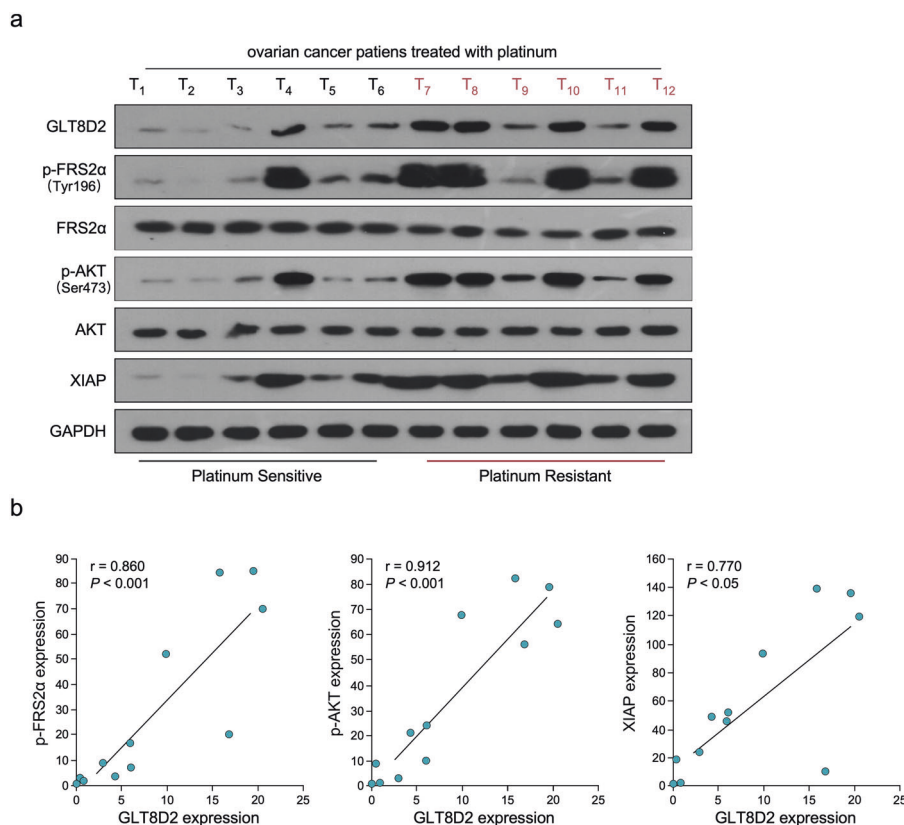 a
ovarian cancer patiens treated with platinum
T1 T2 T3 T4 T5 T6 T7 T8 T9 T10 T11 T12
GLT8D2
p-FRS2α
(Tyr196)
FRS2α
p-AKT
(Ser473)
AKT
XIAP
GAPDH
Platinum Sensitive Platinum Resistant
b
r = 0.860
P < 0.001
p-FRS2α expression
90
80
70
60
50
40
30
20
10
0
0 5 10 15 20 25
GLT8D2 expression
r = 0.912
P < 0.001
p-AKT expression
90
80
70
60
50
40
30
20
10
0
0 5 10 15 20 25
GLT8D2 expression
r = 0.770
P < 0.05
XIAP expression
160
140
120
100
80
60
40
20
0
0 5 10 15 20 25
GLT8D2 expression